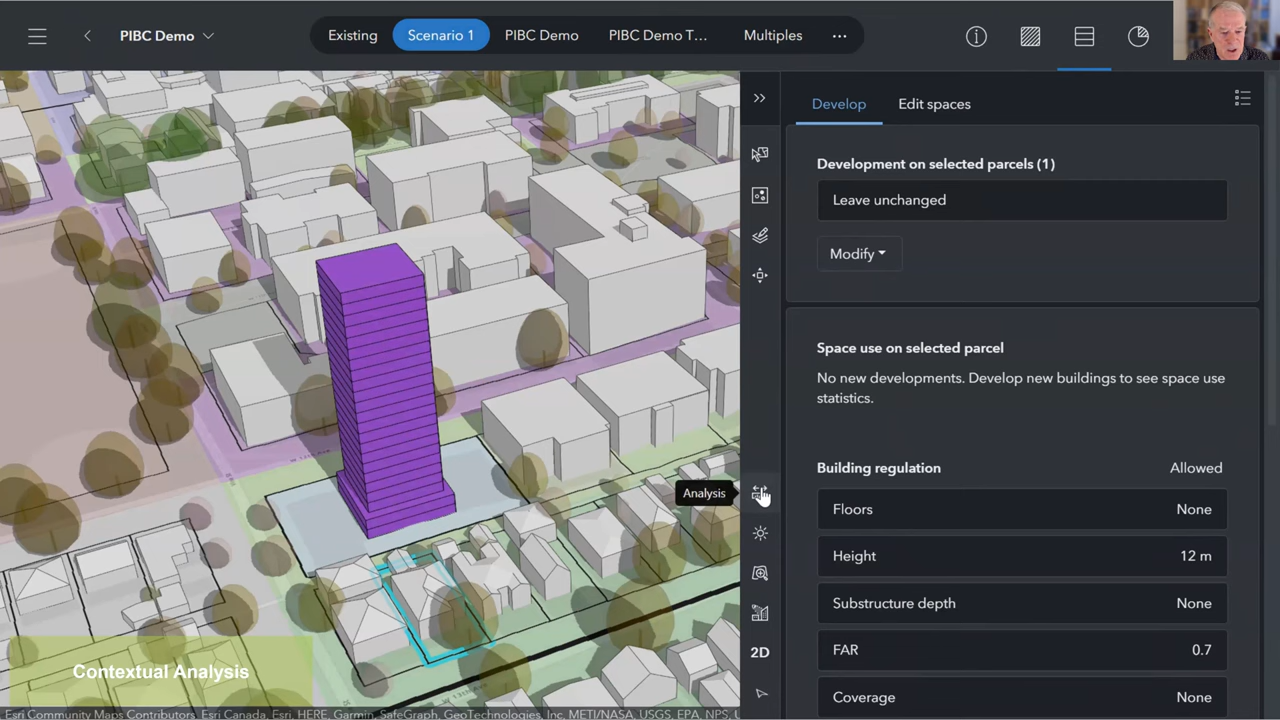 PIBC Demo
Existing
Scenario 1
PIBC Demo
PIBC Demo T...
Multiples
...
Develop
Edit spaces
Development on selected parcels (1)
Leave unchanged
Modify
Space use on selected parcel
No new developments. Develop new buildings to see space use
statistics.
Building regulation
Allowed
Floors
None
Height
12 m
Substructure depth
None
FAR
0.7
Coverage
None
Analysis
2D
Contextual Analysis
Esri Community Maps Contributors, Esri Canada, Esri, HERE, Garmin, SafeGraph, GeoTechnologies, Inc, METI/NASA, USGS, EPA, NPS, U